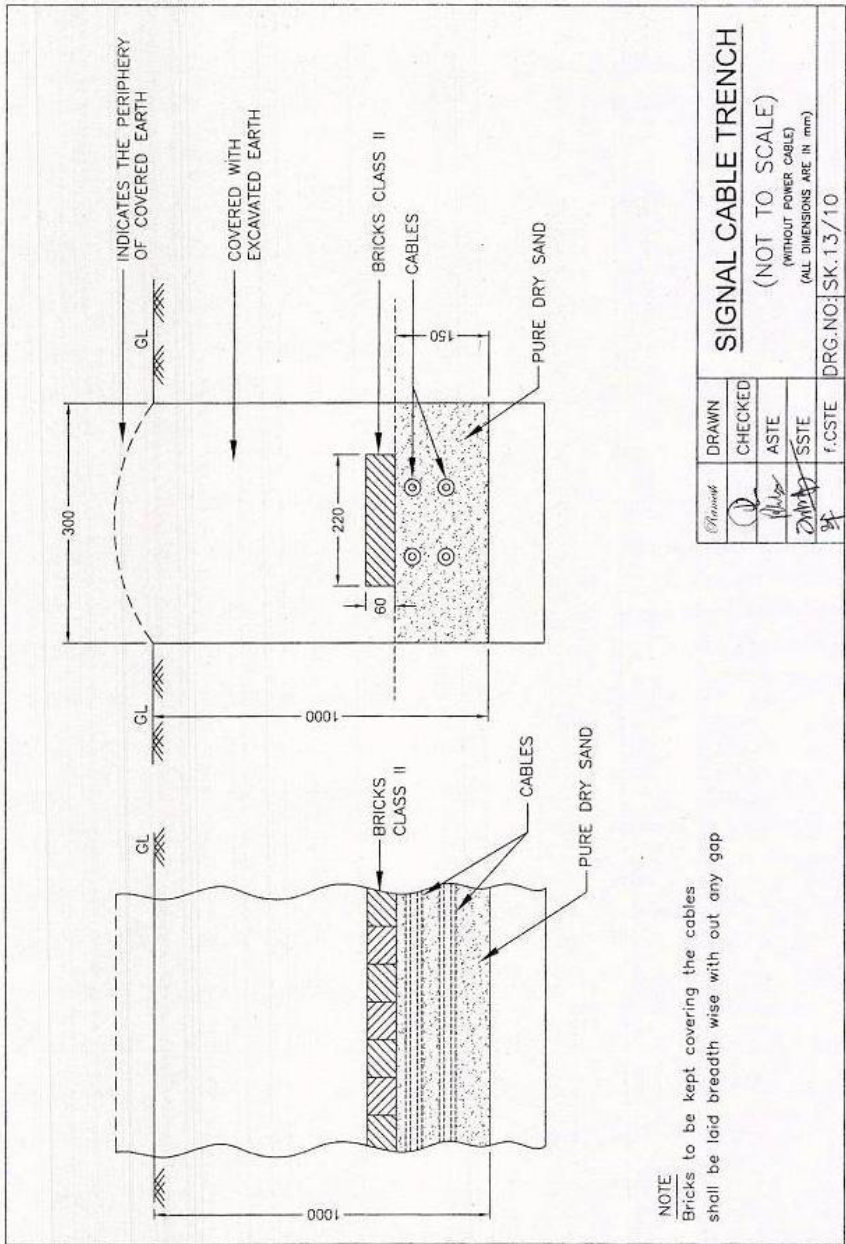 GL
1000
BRICKS
CLASS II
CABLES
PURE DRY SAND
NOTE
Bricks to be kept covering the cables
shall be laid breadth wise with out any gap
300
INDICATES THE PERIPHERY
OF COVERED EARTH
GL
GL
COVERED WITH
EXCAVATED EARTH
BRICKS CLASS II
CABLES
220
60
150
1000
PURE DRY SAND
Ramesh
DRAWN
CHECKED
ASTE
SSTE
f.CSTE
SIGNAL CABLE TRENCH
(NOT TO SCALE)
(WITHOUT POWER CABLE)
(ALL DIMENSIONS ARE IN mm)
DRG.NO: SK.13/10